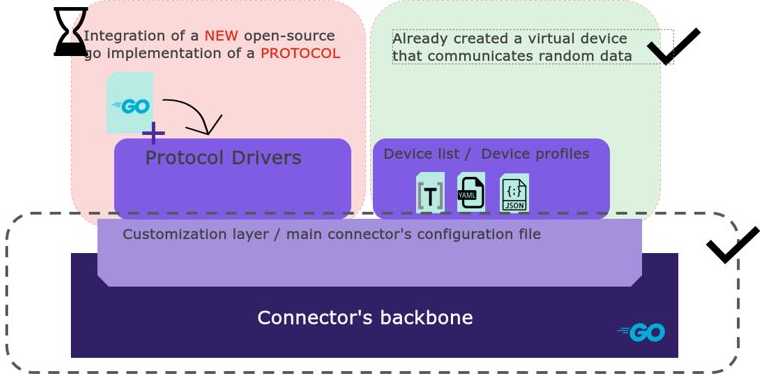 Integration of a NEW open-source
go implementation of a PROTOCOL
Already created a virtual device
that communicates random data
GO
Protocol Drivers
Device list / Device profiles
[T]
YAML
{;}
JSON
Customization layer / main connector's configuration file
Connector's backbone
GO